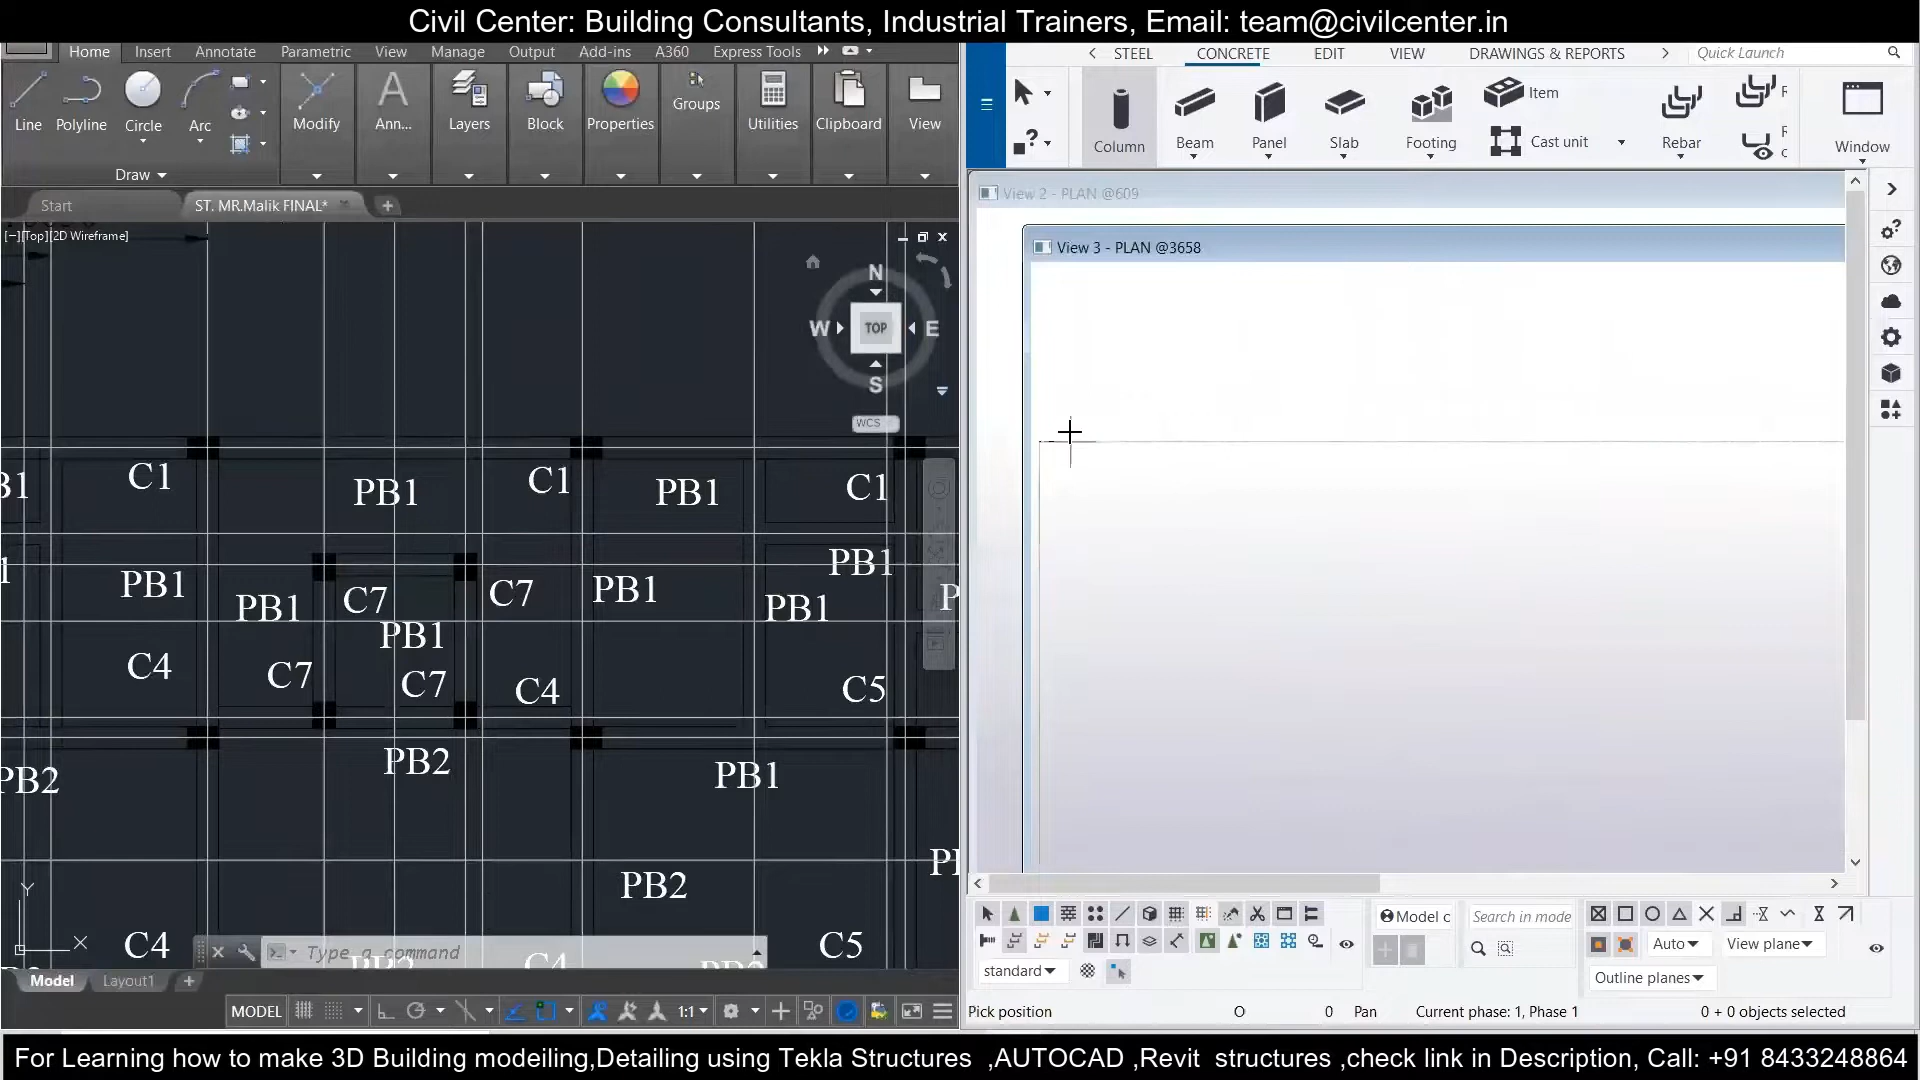 Civil Center: Building Consultants, Industrial Trainers, Email: team@civilcenter.in
Home Insert Annotate Parametric View Manage Output Add-ins A360 Express Tools
Line Polyline Circle Arc Modify Ann... Layers Block Properties Groups Utilities Clipboard View
Draw
Start ST. MR.Malik FINAL*
[−][Top][2D Wireframe]
N
W TOP E
S
WCS
C1 PB1 C1 PB1 C1
PB1 PB1 C7 PB1 C7 PB1 PB1 PB1
C4 C7 C7 C4 C5
PB2 PB2 PB1
PB2
C4 C5
Y
X
Type a command
Model Layout1
MODEL 1:1
STEEL CONCRETE EDIT VIEW DRAWINGS & REPORTS Quick Launch
Column Beam Panel Slab Footing Item Cast unit Rebar Window
View 2 - PLAN @609
View 3 - PLAN @3658
Model c Search in mode
standard Auto View plane
Outline planes
Pick position O 0 Pan Current phase: 1, Phase 1 0 + 0 objects selected
For Learning how to make 3D Building modeiling,Detailing using Tekla Structures ,AUTOCAD ,Revit structures ,check link in Description, Call: +91 8433248864